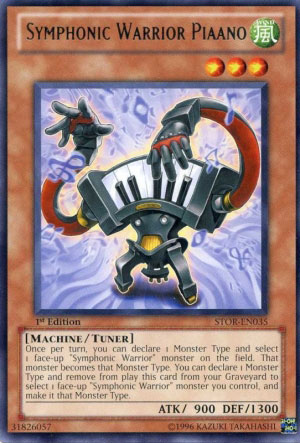 SYMPHONIC WARRIOR PIAANO
WIND
風
1st Edition
STOR-EN035
[MACHINE / TUNER]
Once per turn, you can declare 1 Monster Type and select
1 face-up "Symphonic Warrior" monster on the field. That
monster becomes that Monster Type. You can declare 1 Monster
Type and remove from play this card from your Graveyard to
select 1 face-up "Symphonic Warrior" monster you control, and
make it that Monster Type.
ATK/ 900 DEF/1300
31826057
©1996 KAZUKI TAKAHASHI